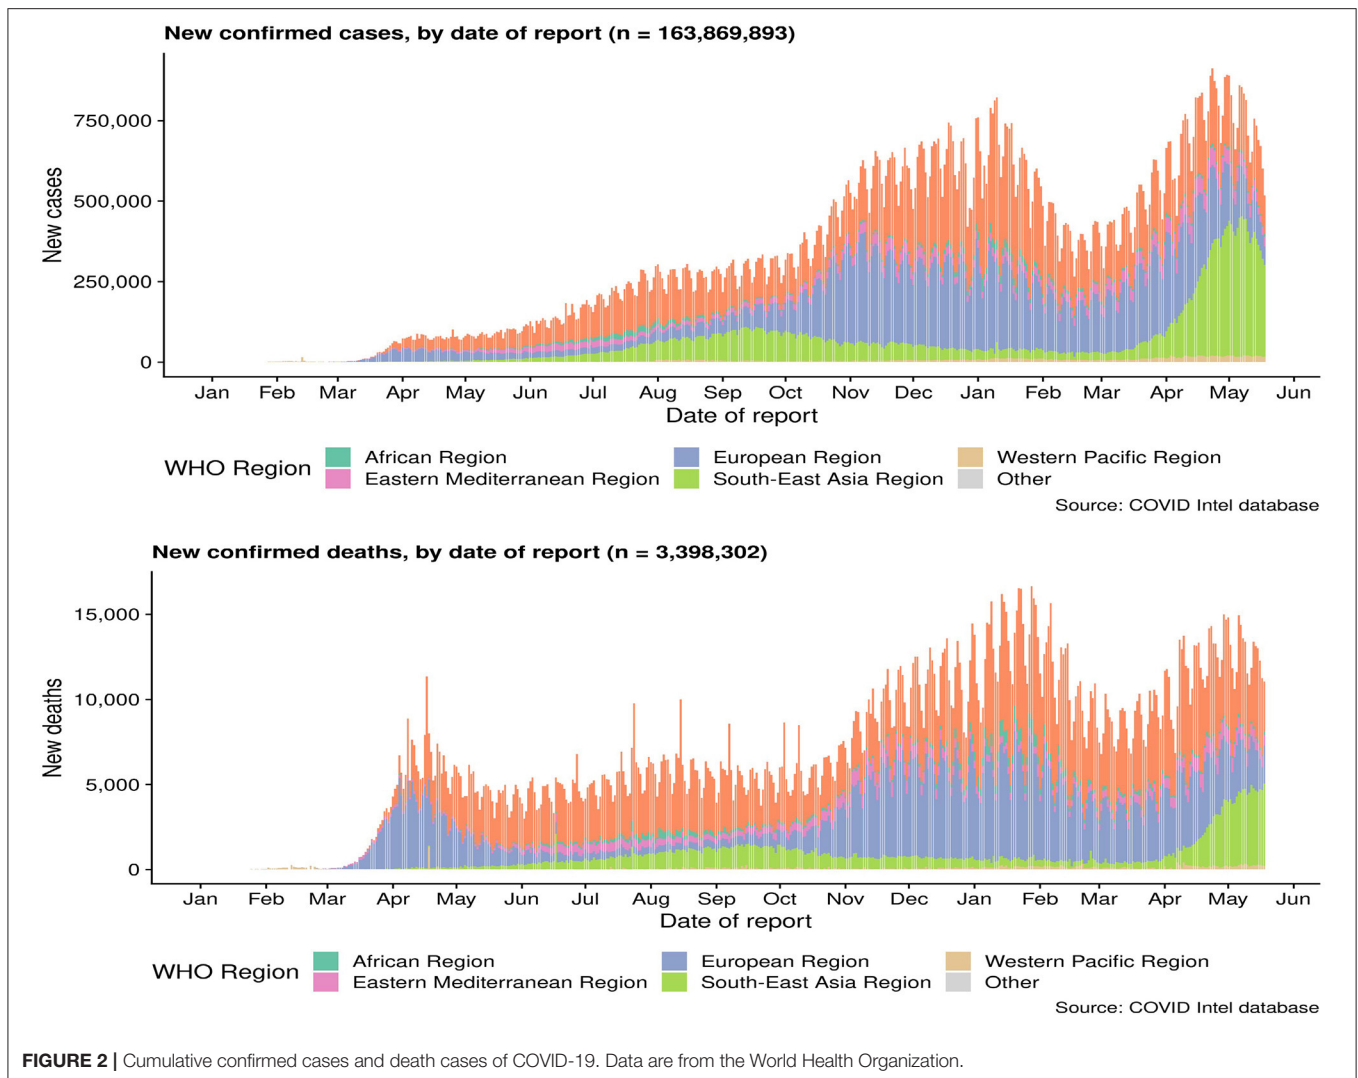 New confirmed cases, by date of report (n = 163,869,893)
750,000
500,000
250,000
0
New cases
Jan Feb Mar Apr May Jun Jul Aug Sep Oct Nov Dec Jan Feb Mar Apr May Jun
Date of report
WHO Region
African Region European Region Western Pacific Region
Eastern Mediterranean Region South-East Asia Region Other
Source: COVID Intel database
New confirmed deaths, by date of report (n = 3,398,302)
15,000
10,000
5,000
0
New deaths
Jan Feb Mar Apr May Jun Jul Aug Sep Oct Nov Dec Jan Feb Mar Apr May Jun
Date of report
WHO Region
African Region European Region Western Pacific Region
Eastern Mediterranean Region South-East Asia Region Other
Source: COVID Intel database
FIGURE 2 | Cumulative confirmed cases and death cases of COVID-19. Data are from the World Health Organization.